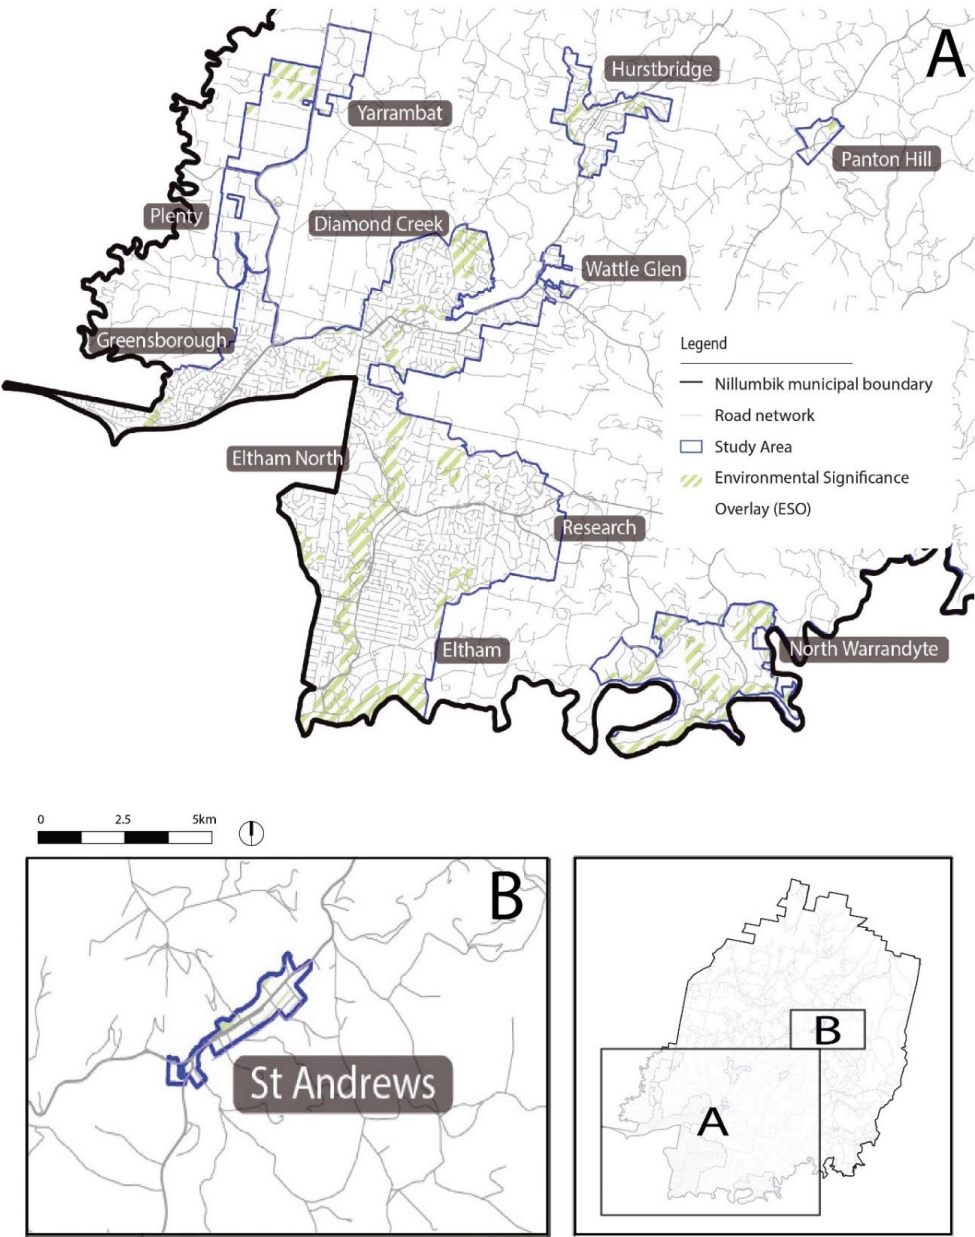 A
Hurstbridge
Yarrambat
Panton Hill
Plenty
Diamond Creek
Wattle Glen
Greensborough
Legend
Nillumbik municipal boundary
Road network
Study Area
Environmental Significance
Overlay (ESO)
Eltham North
Research
Eltham
North Warrandyte
0 2.5 5km
B
St Andrews
B
A